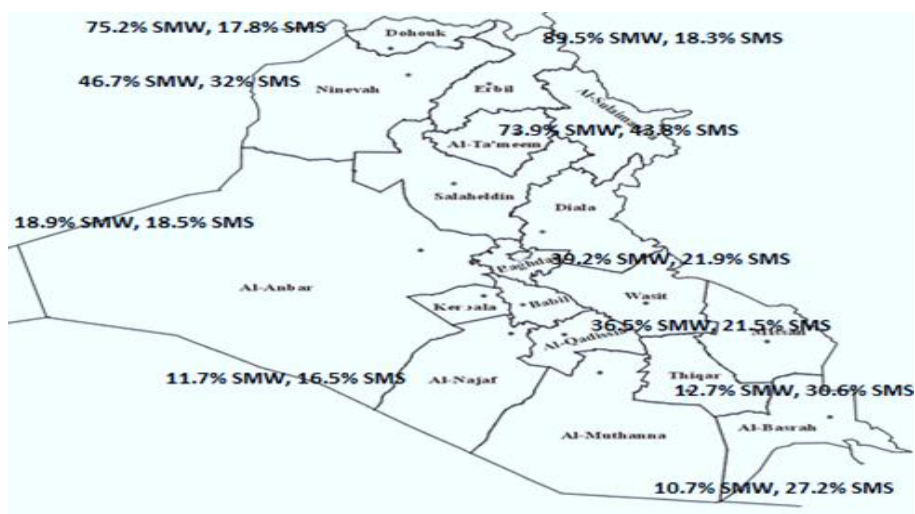 75.2% SMW, 17.8% SMS
Dohouk
89.5% SMW, 18.3% SMS
46.7% SMW, 32% SMS
Ninevah
Erbil
73.9% SMW, 43.8% SMS
Al-Ta'meem
Salaheldin
Diala
18.9% SMW, 18.5% SMS
39.2% SMW, 21.9% SMS
Al-Anbar
Wasit
Babil
36.5% SMW, 21.5% SMS
11.7% SMW, 16.5% SMS
Al-Najaf
Thiqar
12.7% SMW, 30.6% SMS
Al-Basrah
Al-Muthanna
10.7% SMW, 27.2% SMS